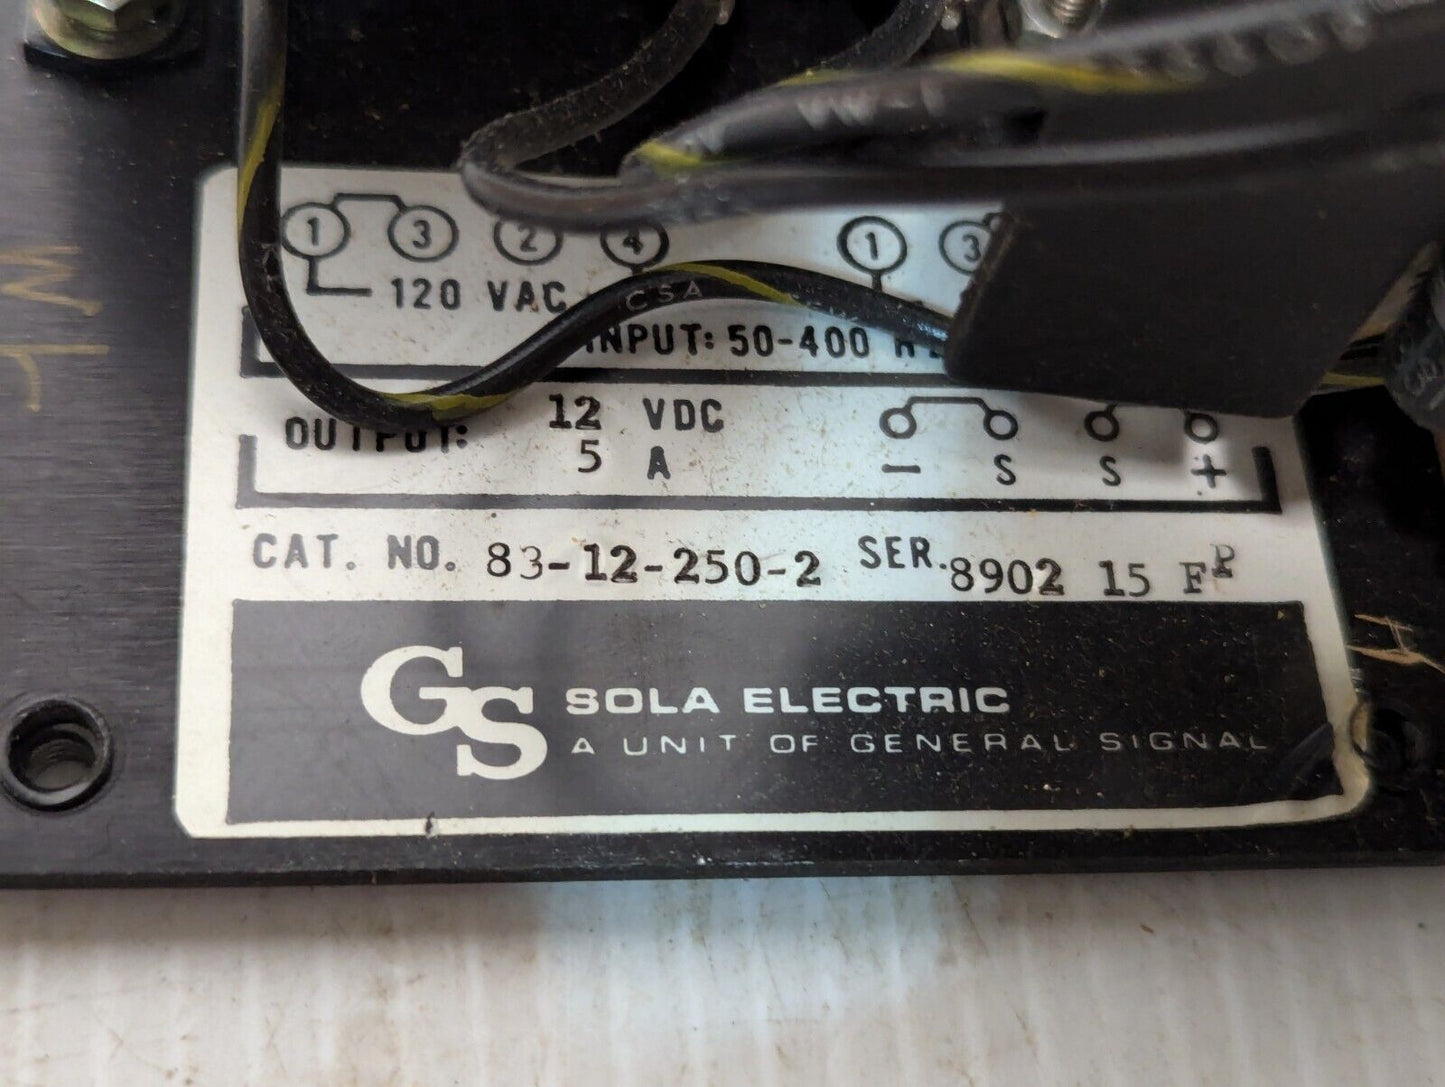 1 3 2 4 1 3
120 VAC
CSA
INPUT: 50-400
OUTPUT: 12 VDC
5 A - S S +
CAT. NO. 83-12-250-2 SER. 8902 15 FP
GS SOLA ELECTRIC
A UNIT OF GENERAL SIGNAL